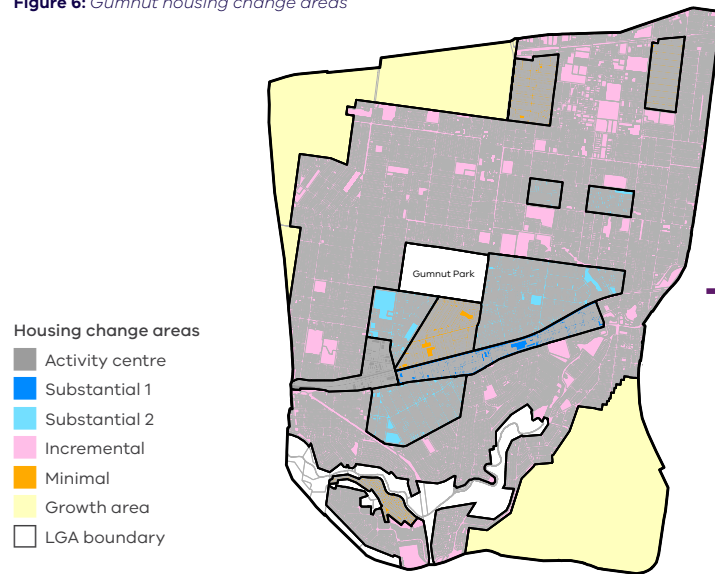 Figure 6: Gumnut housing change areas
Gumnut Park
Housing change areas
Activity centre
Substantial 1
Substantial 2
Incremental
Minimal
Growth area
LGA boundary